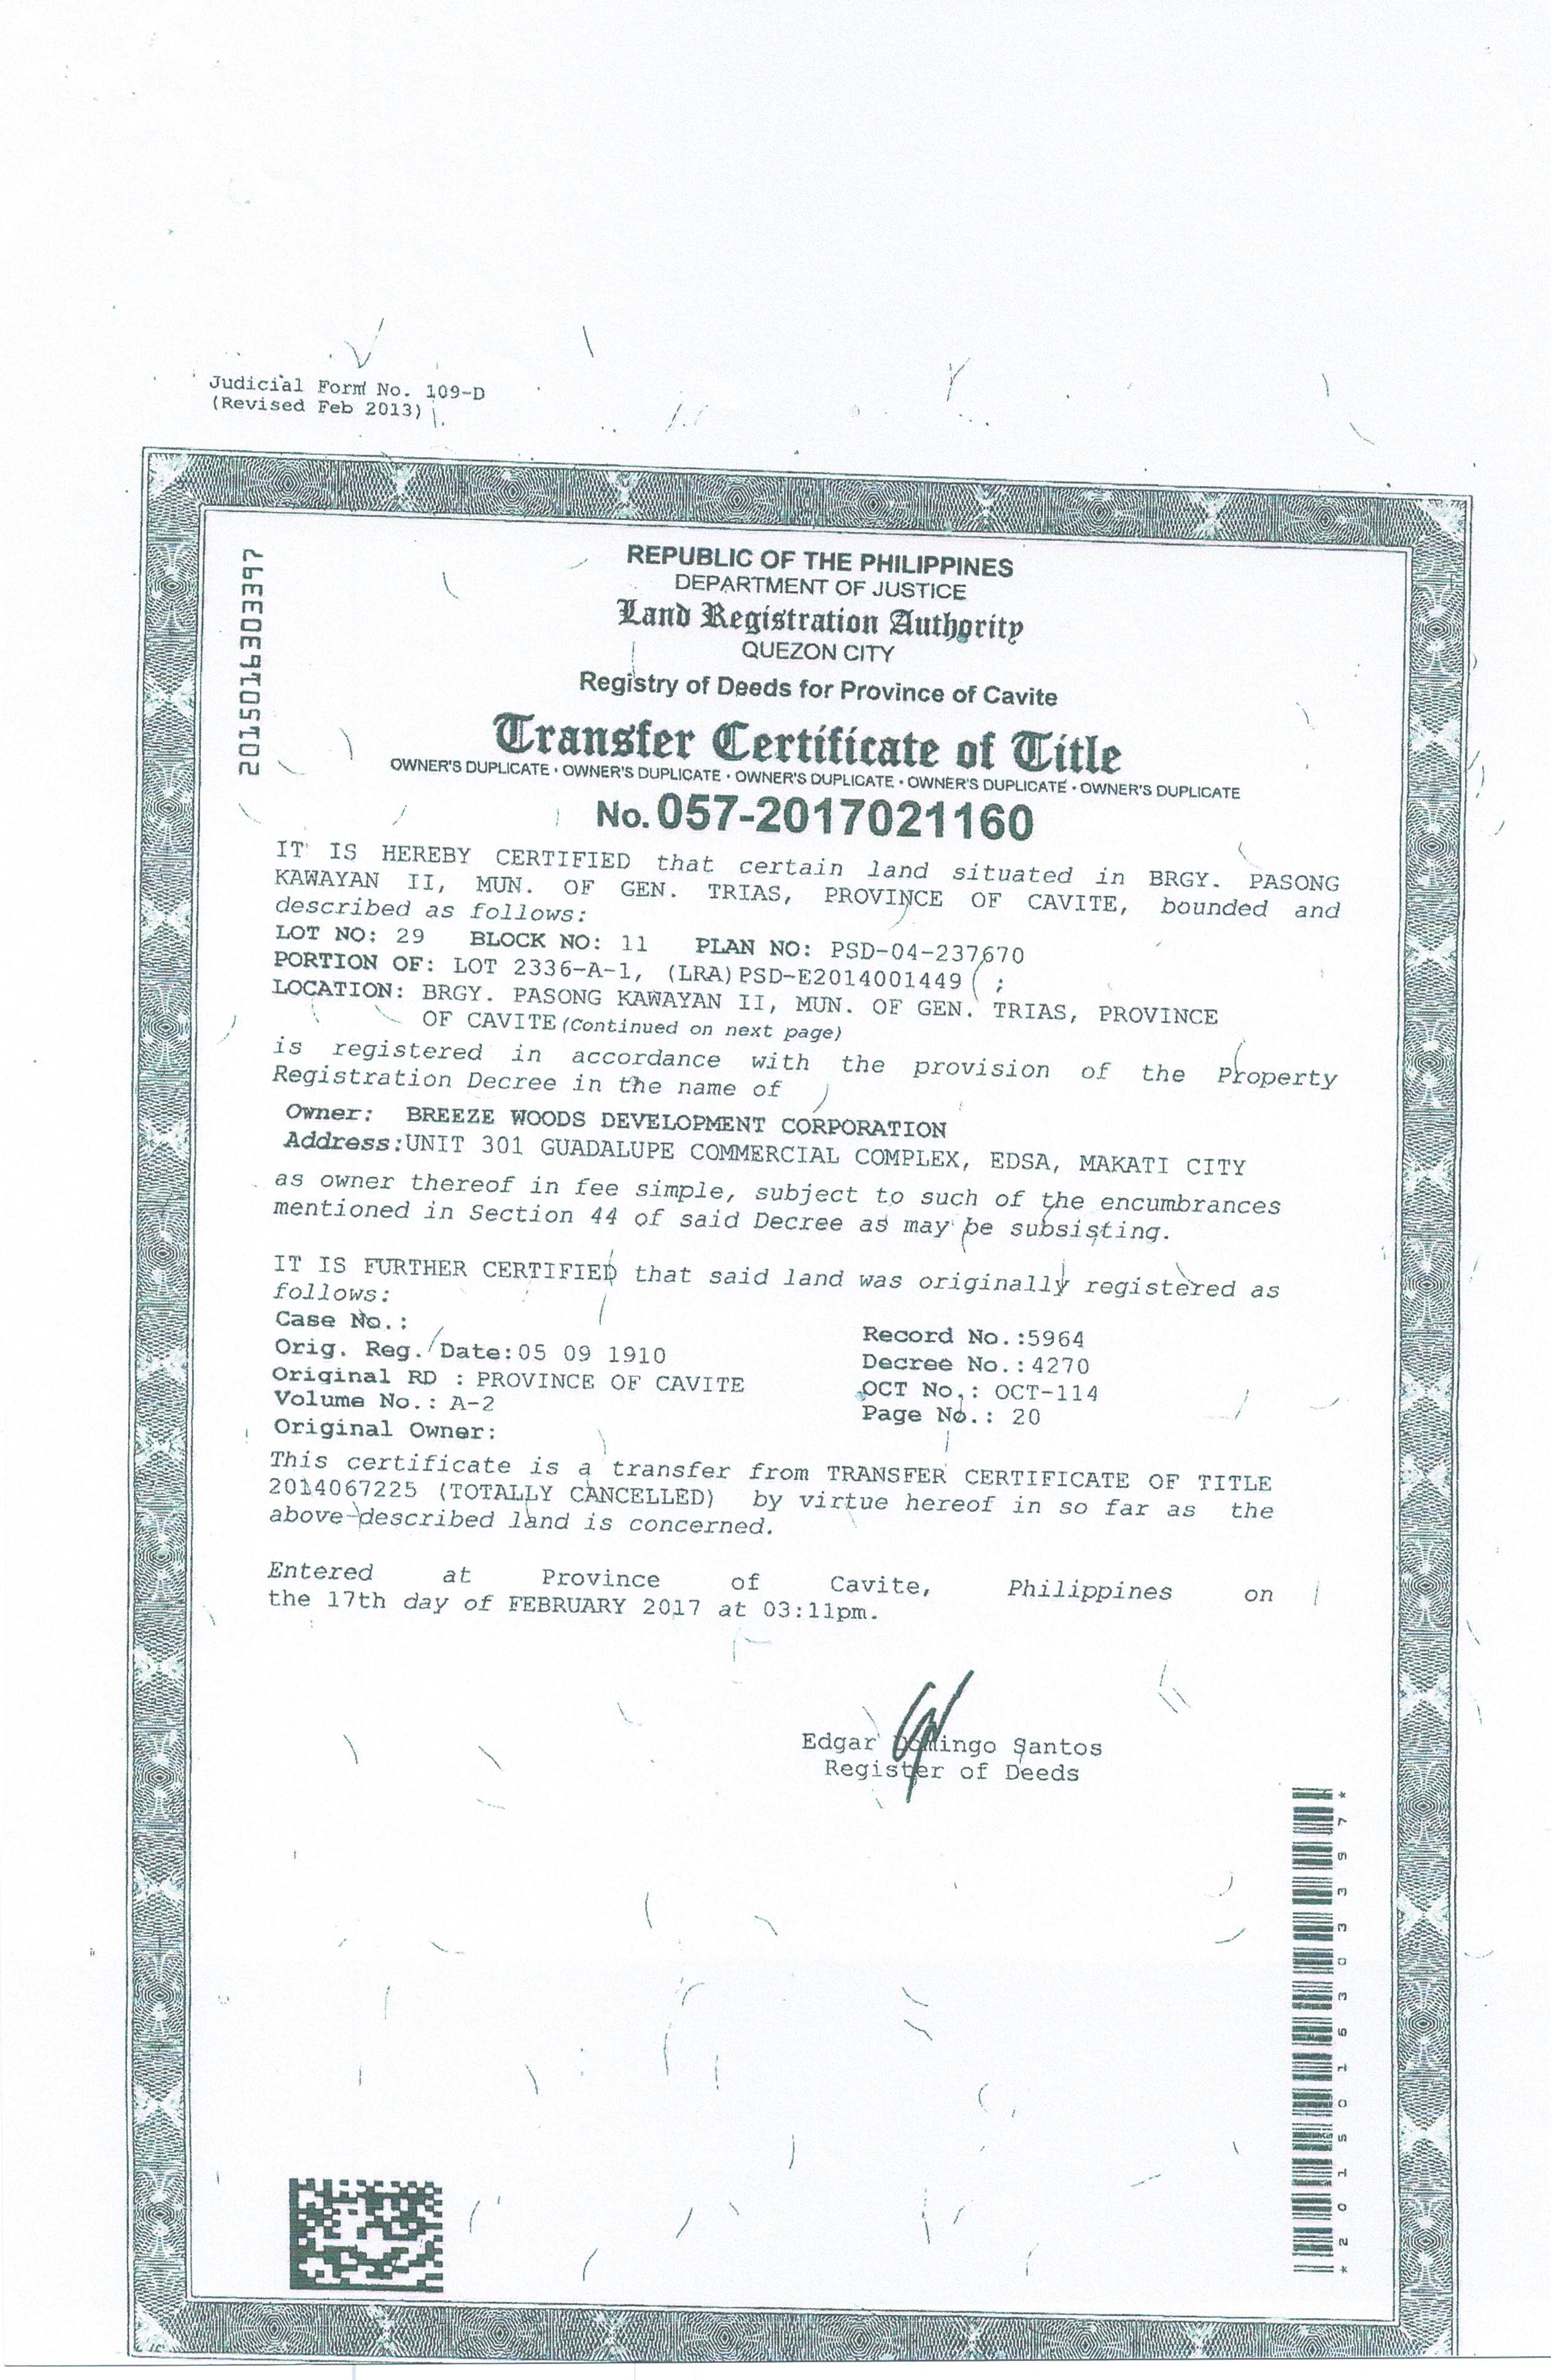 Judicial Form No. 109-D
(Revised Feb 2013)
2015016303397
REPUBLIC OF THE PHILIPPINES
DEPARTMENT OF JUSTICE
Land Registration Authority
QUEZON CITY
Registry of Deeds for Province of Cavite
Transfer Certificate of Title
OWNER'S DUPLICATE • OWNER'S DUPLICATE • OWNER'S DUPLICATE • OWNER'S DUPLICATE • OWNER'S DUPLICATE
No. 057-2017021160
IT IS HEREBY CERTIFIED that certain land situated in BRGY. PASONG
KAWAYAN II, MUN. OF GEN. TRIAS, PROVINCE OF CAVITE, bounded and
described as follows:
LOT NO: 29 BLOCK NO: 11 PLAN NO: PSD-04-237670
PORTION OF: LOT 2336-A-1, (LRA)PSD-E2014001449 ;
LOCATION: BRGY. PASONG KAWAYAN II, MUN. OF GEN. TRIAS, PROVINCE
OF CAVITE (Continued on next page)
is registered in accordance with the provision of the Property
Registration Decree in the name of
Owner: BREEZE WOODS DEVELOPMENT CORPORATION
Address:UNIT 301 GUADALUPE COMMERCIAL COMPLEX, EDSA, MAKATI CITY
as owner thereof in fee simple, subject to such of the encumbrances
mentioned in Section 44 of said Decree as may be subsisting.
IT IS FURTHER CERTIFIED that said land was originally registered as
follows:
Case No.:
Record No.:5964
Orig. Reg. Date:05 09 1910
Decree No.:4270
Original RD : PROVINCE OF CAVITE
OCT No.: OCT-114
Volume No.: A-2
Page No.: 20
Original Owner:
This certificate is a transfer from TRANSFER CERTIFICATE OF TITLE
2014067225 (TOTALLY CANCELLED) by virtue hereof in so far as the
above-described land is concerned.
Entered at Province of Cavite, Philippines on
the 17th day of FEBRUARY 2017 at 03:11pm.
Edgar Domingo Santos
Register of Deeds
*2015016303397*